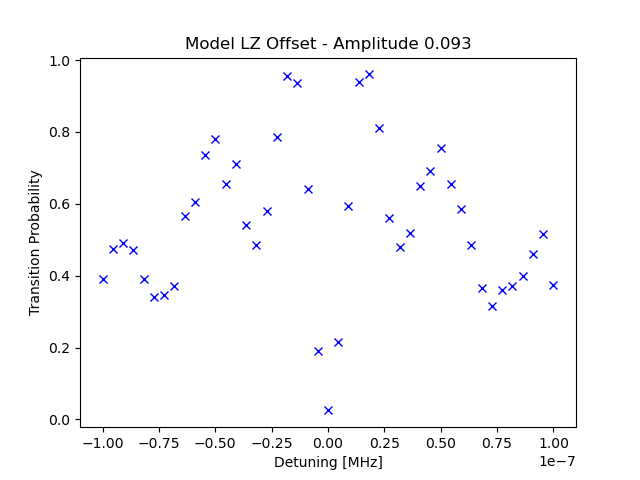 Model LZ Offset - Amplitude 0.093
1.0
0.8
0.6
0.4
0.2
0.0
Transition Probability
−1.00 −0.75 −0.50 −0.25 0.00 0.25 0.50 0.75 1.00
1e−7
Detuning [MHz]